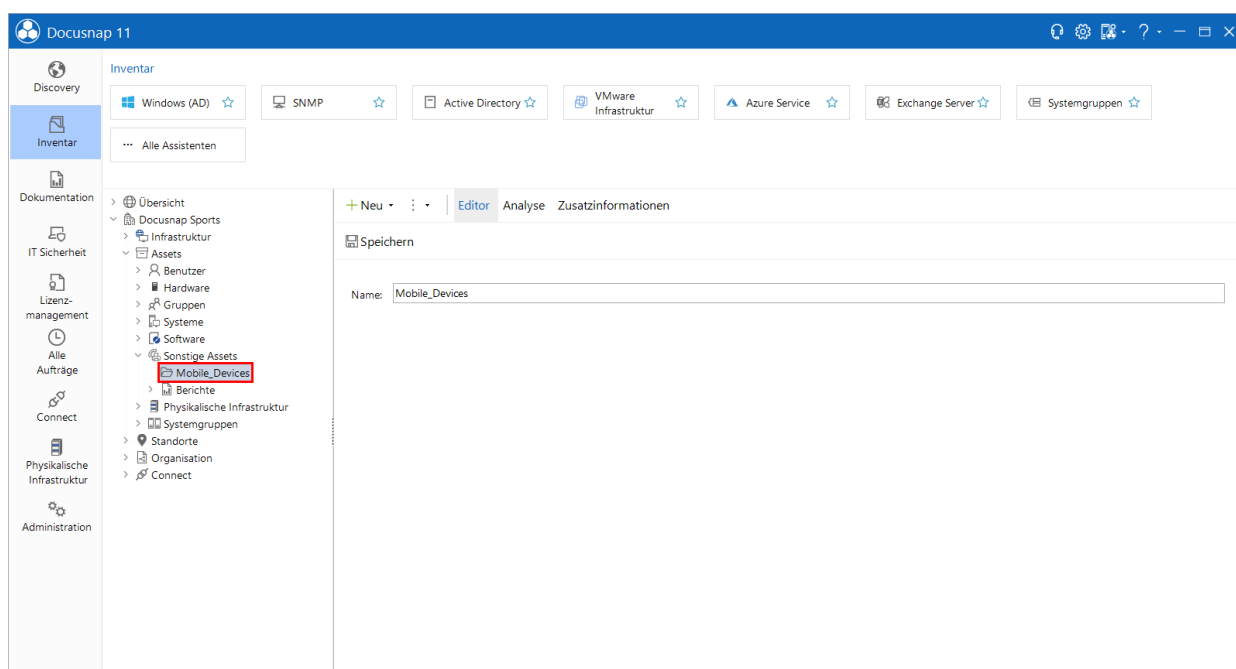 Docusnap 11
?
Discovery
Inventar
Dokumentation
IT Sicherheit
Lizenz-
management
Alle
Aufträge
Connect
Physikalische
Infrastruktur
Administration
Inventar
Windows (AD)
SNMP
Active Directory
VMware
Infrastruktur
Azure Service
Exchange Server
Systemgruppen
Alle Assistenten
Übersicht
Docusnap Sports
Infrastruktur
Assets
Benutzer
Hardware
Gruppen
Systeme
Software
Sonstige Assets
Mobile_Devices
Berichte
Physikalische Infrastruktur
Systemgruppen
Standorte
Organisation
Connect
Neu Editor Analyse Zusatzinformationen
Speichern
Name: Mobile_Devices